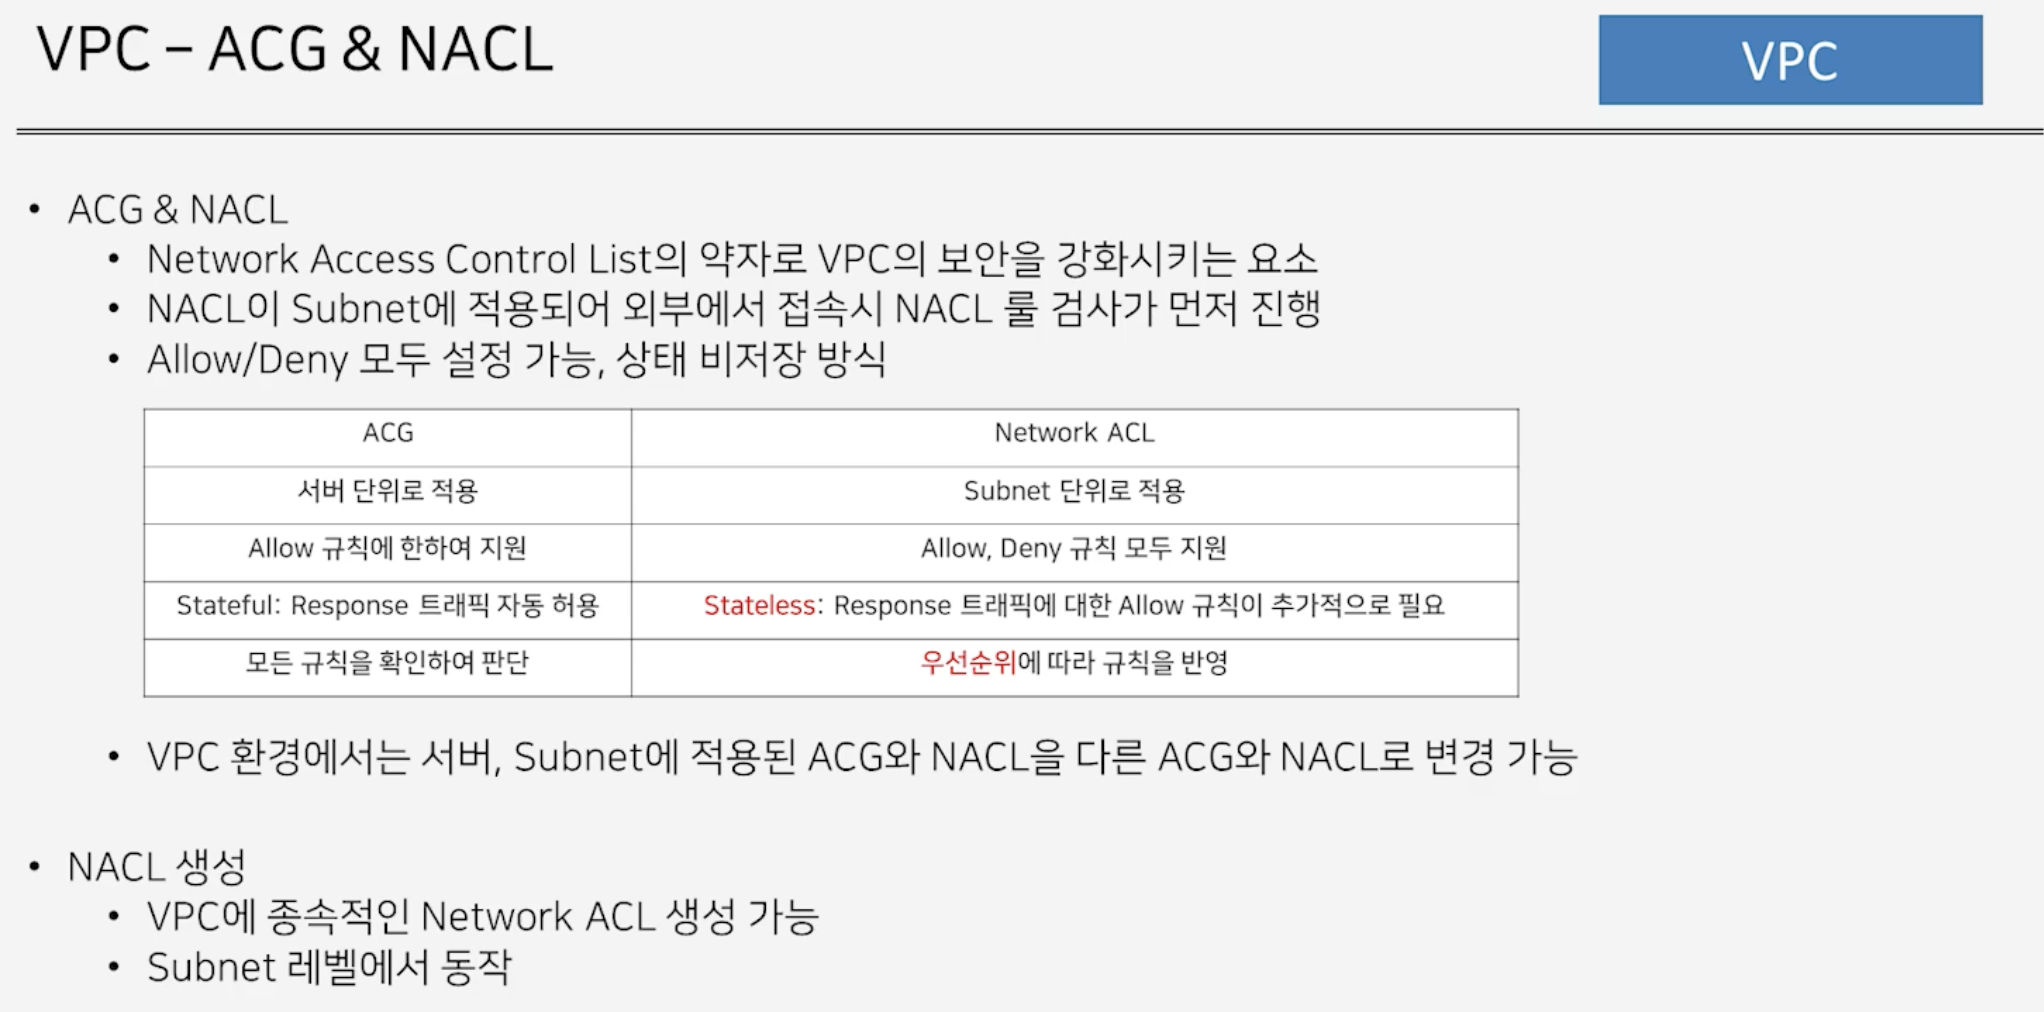 VPC – ACG & NACL
VPC
• ACG & NACL
• Network Access Control List의 약자로 VPC의 보안을 강화시키는 요소
• NACL이 Subnet에 적용되어 외부에서 접속시 NACL 룰 검사가 먼저 진행
• Allow/Deny 모두 설정 가능, 상태 비저장 방식
ACG Network ACL
서버 단위로 적용 Subnet 단위로 적용
Allow 규칙에 한하여 지원 Allow, Deny 규칙 모두 지원
Stateful: Response 트래픽 자동 허용 Stateless: Response 트래픽에 대한 Allow 규칙이 추가적으로 필요
모든 규칙을 확인하여 판단 우선순위에 따라 규칙을 반영
• VPC 환경에서는 서버, Subnet에 적용된 ACG와 NACL을 다른 ACG와 NACL로 변경 가능
• NACL 생성
• VPC에 종속적인 Network ACL 생성 가능
• Subnet 레벨에서 동작